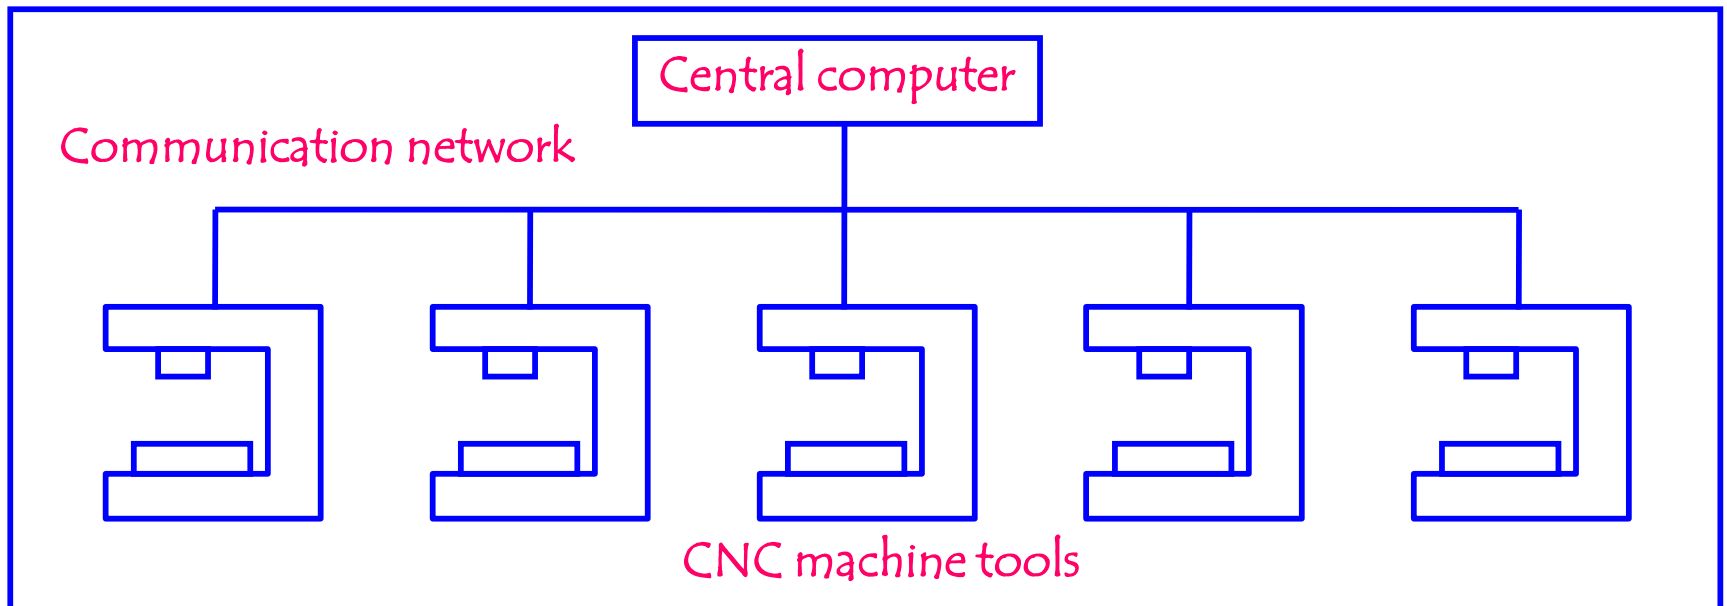 Central computer
Communication network
CNC machine tools